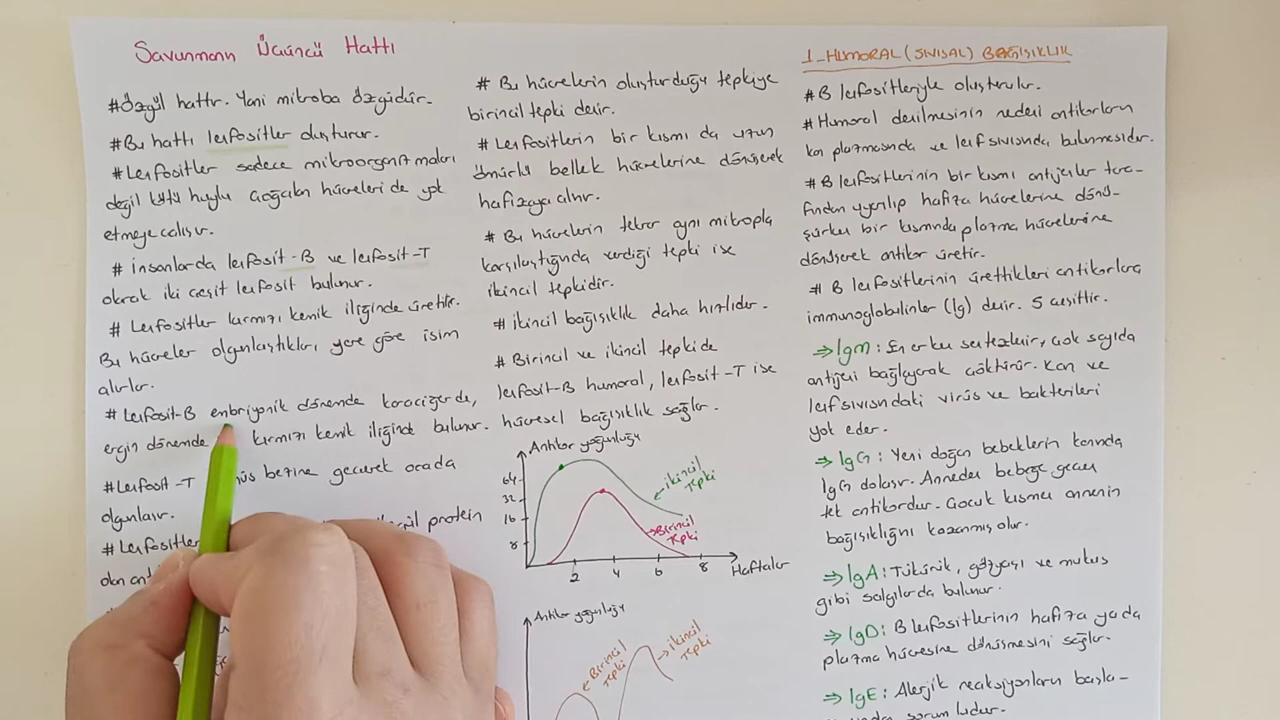 Savunmanın Üçüncü Hattı
# Özgül hattır. Yani mikroba özgüdür.
# Bu hattı lenfositler oluşturur.
# Lenfositler sadece mikroorganizmaları
değil kötü huylu çoğalan hücreleri de yok
etmeye çalışır.
# İnsanlarda lenfosit-B ve lenfosit-T
olarak iki çeşit lenfosit bulunur.
# Lenfositler kırmızı kemik iliğinde üretilir.
Bu hücreler olgunlaştıkları yere göre isim
alırlar.
# Lenfosit-B enbriyonik dönemde karaciğerde,
ergin dönemde kırmızı kemik iliğinde bulunur.
# Lenfosit-T bezine geçerek orada
olgunlaşır.
# Lenfositler protein
olan
# Bu hücrelerin oluşturduğu tepkiye
birincil tepki denir.
# Lenfositlerin bir kısmı da uzun
ömürlü bellek hücrelerine dönüşerek
hafızaya alınır.
# Bu hücrelerin tekrar aynı mikropla
karşılaştığında verdiği tepki ise
ikincil tepkidir.
# İkincil bağışıklık daha hızlıdır.
# Birincil ve ikincil tepkide
lenfosit-B humoral, lenfosit-T ise
hücresel bağışıklık sağlar.
Antikor yoğunluğu
64
32
16
8
2 4 6 8
Haftalar
İkincil
tepki
Birincil
tepki
Antikor yoğunluğu
Birincil
tepki
İkincil
tepki
1-HUMORAL (SIVISAL) BAĞIŞIKLIK
# B lenfositleriyle oluşturulur.
# Humoral denilmesinin nedeni antikorların
kan plazmasında ve lenf sıvısında bulunmasıdır.
# B lenfositlerinin bir kısmı antijenler tara-
fından uyarılıp hafıza hücrelerine dönü-
şürken bir kısmında plazma hücrelerine
dönüşerek antikor üretir.
# B lenfositlerinin ürettikleri antikorlara
immunoglobulinler (Ig) denir. 5 çeşittir.
⇒ IgM: En erken sentezlenir, çok sayıda
antijeni bağlayarak çöktürür. Kan ve
lenf sıvısındaki virüs ve bakterileri
yok eder.
⇒ IgG: Yeni doğan bebeklerin kanında
IgG dolaşır. Anneden bebeğe geçen
tek antikordur. Çocuk kısmen annenin
bağışıklığını kazanmış olur.
⇒ IgA: Tükürük, gözyaşı ve mukus
gibi salgılarda bulunur.
⇒ IgD: B lenfositlerinin hafıza yada
plazma hücresine dönüşmesini sağlar.
⇒ IgE: Alerjik reaksiyonların başla-
sorumludur.